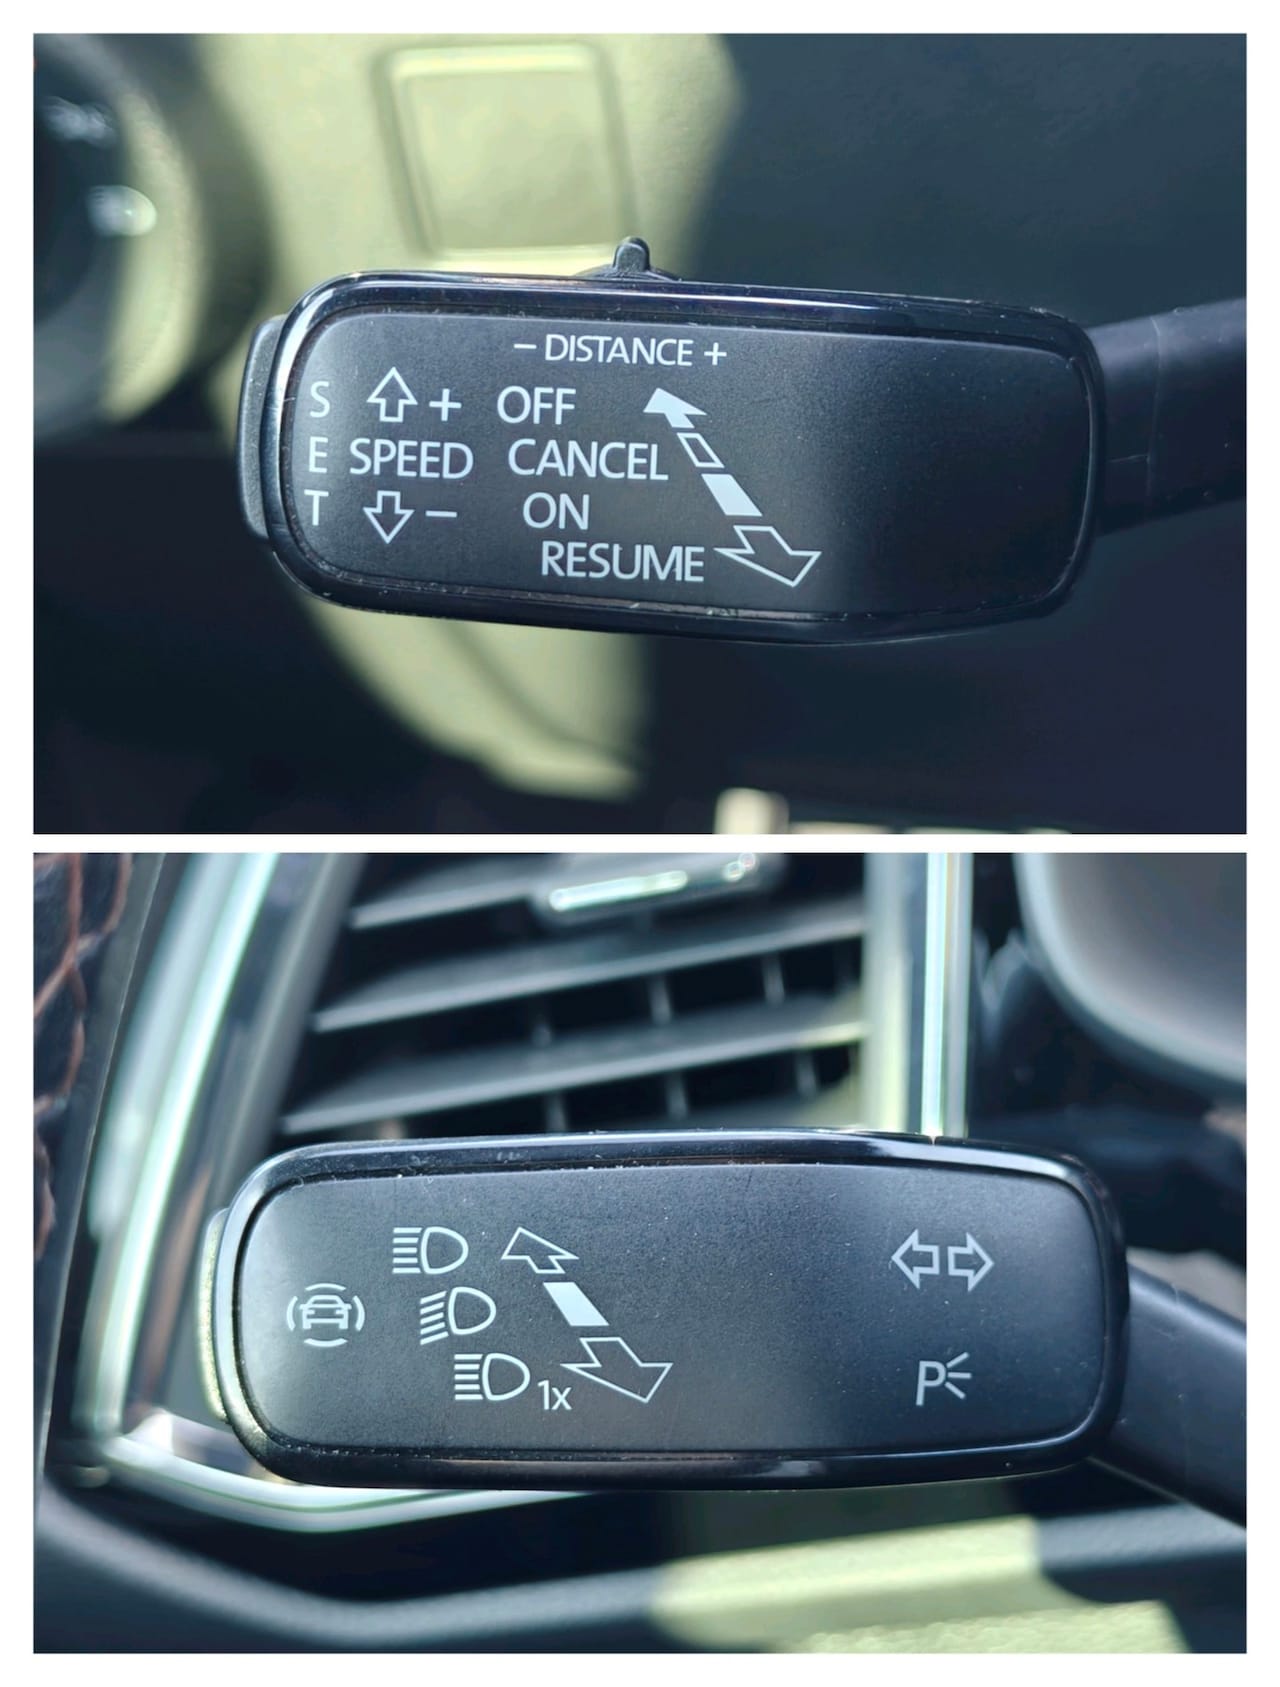 – DISTANCE +
S + OFF
E SPEED CANCEL
T – ON
RESUME
1x
P